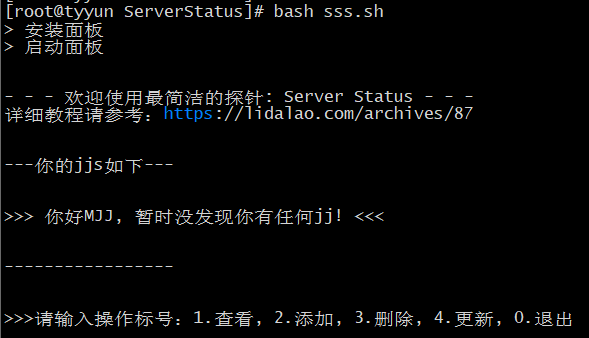 [root@tyyun ServerStatus]# bash sss.sh
> 安装面板
> 启动面板
- - - 欢迎使用最简洁的探针: Server Status - - -
详细教程请参考：https://lidalao.com/archives/87
---你的jjs如下---
>>> 你好MJJ, 暂时没发现你有任何jj! <<<
-----------------
>>>请输入操作标号：1.查看，2.添加，3.删除，4.更新，0.退出